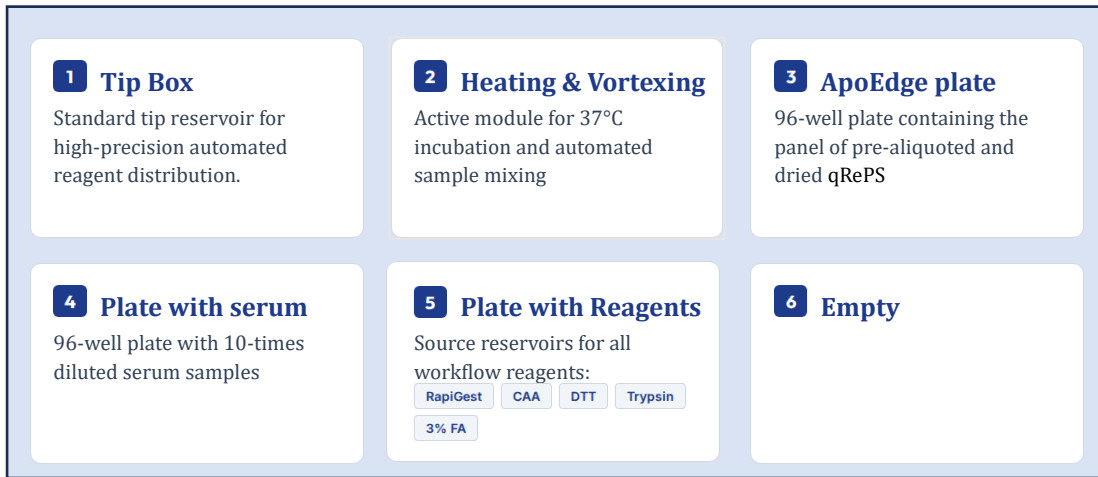 1 Tip Box
Standard tip reservoir for
high-precision automated
reagent distribution.
2 Heating & Vortexing
Active module for 37°C
incubation and automated
sample mixing
3 ApoEdge plate
96-well plate containing the
panel of pre-aliquoted and
dried qRePS
4 Plate with serum
96-well plate with 10-times
diluted serum samples
5 Plate with Reagents
Source reservoirs for all
workflow reagents:
RapiGest CAA DTT Trypsin
3% FA
6 Empty